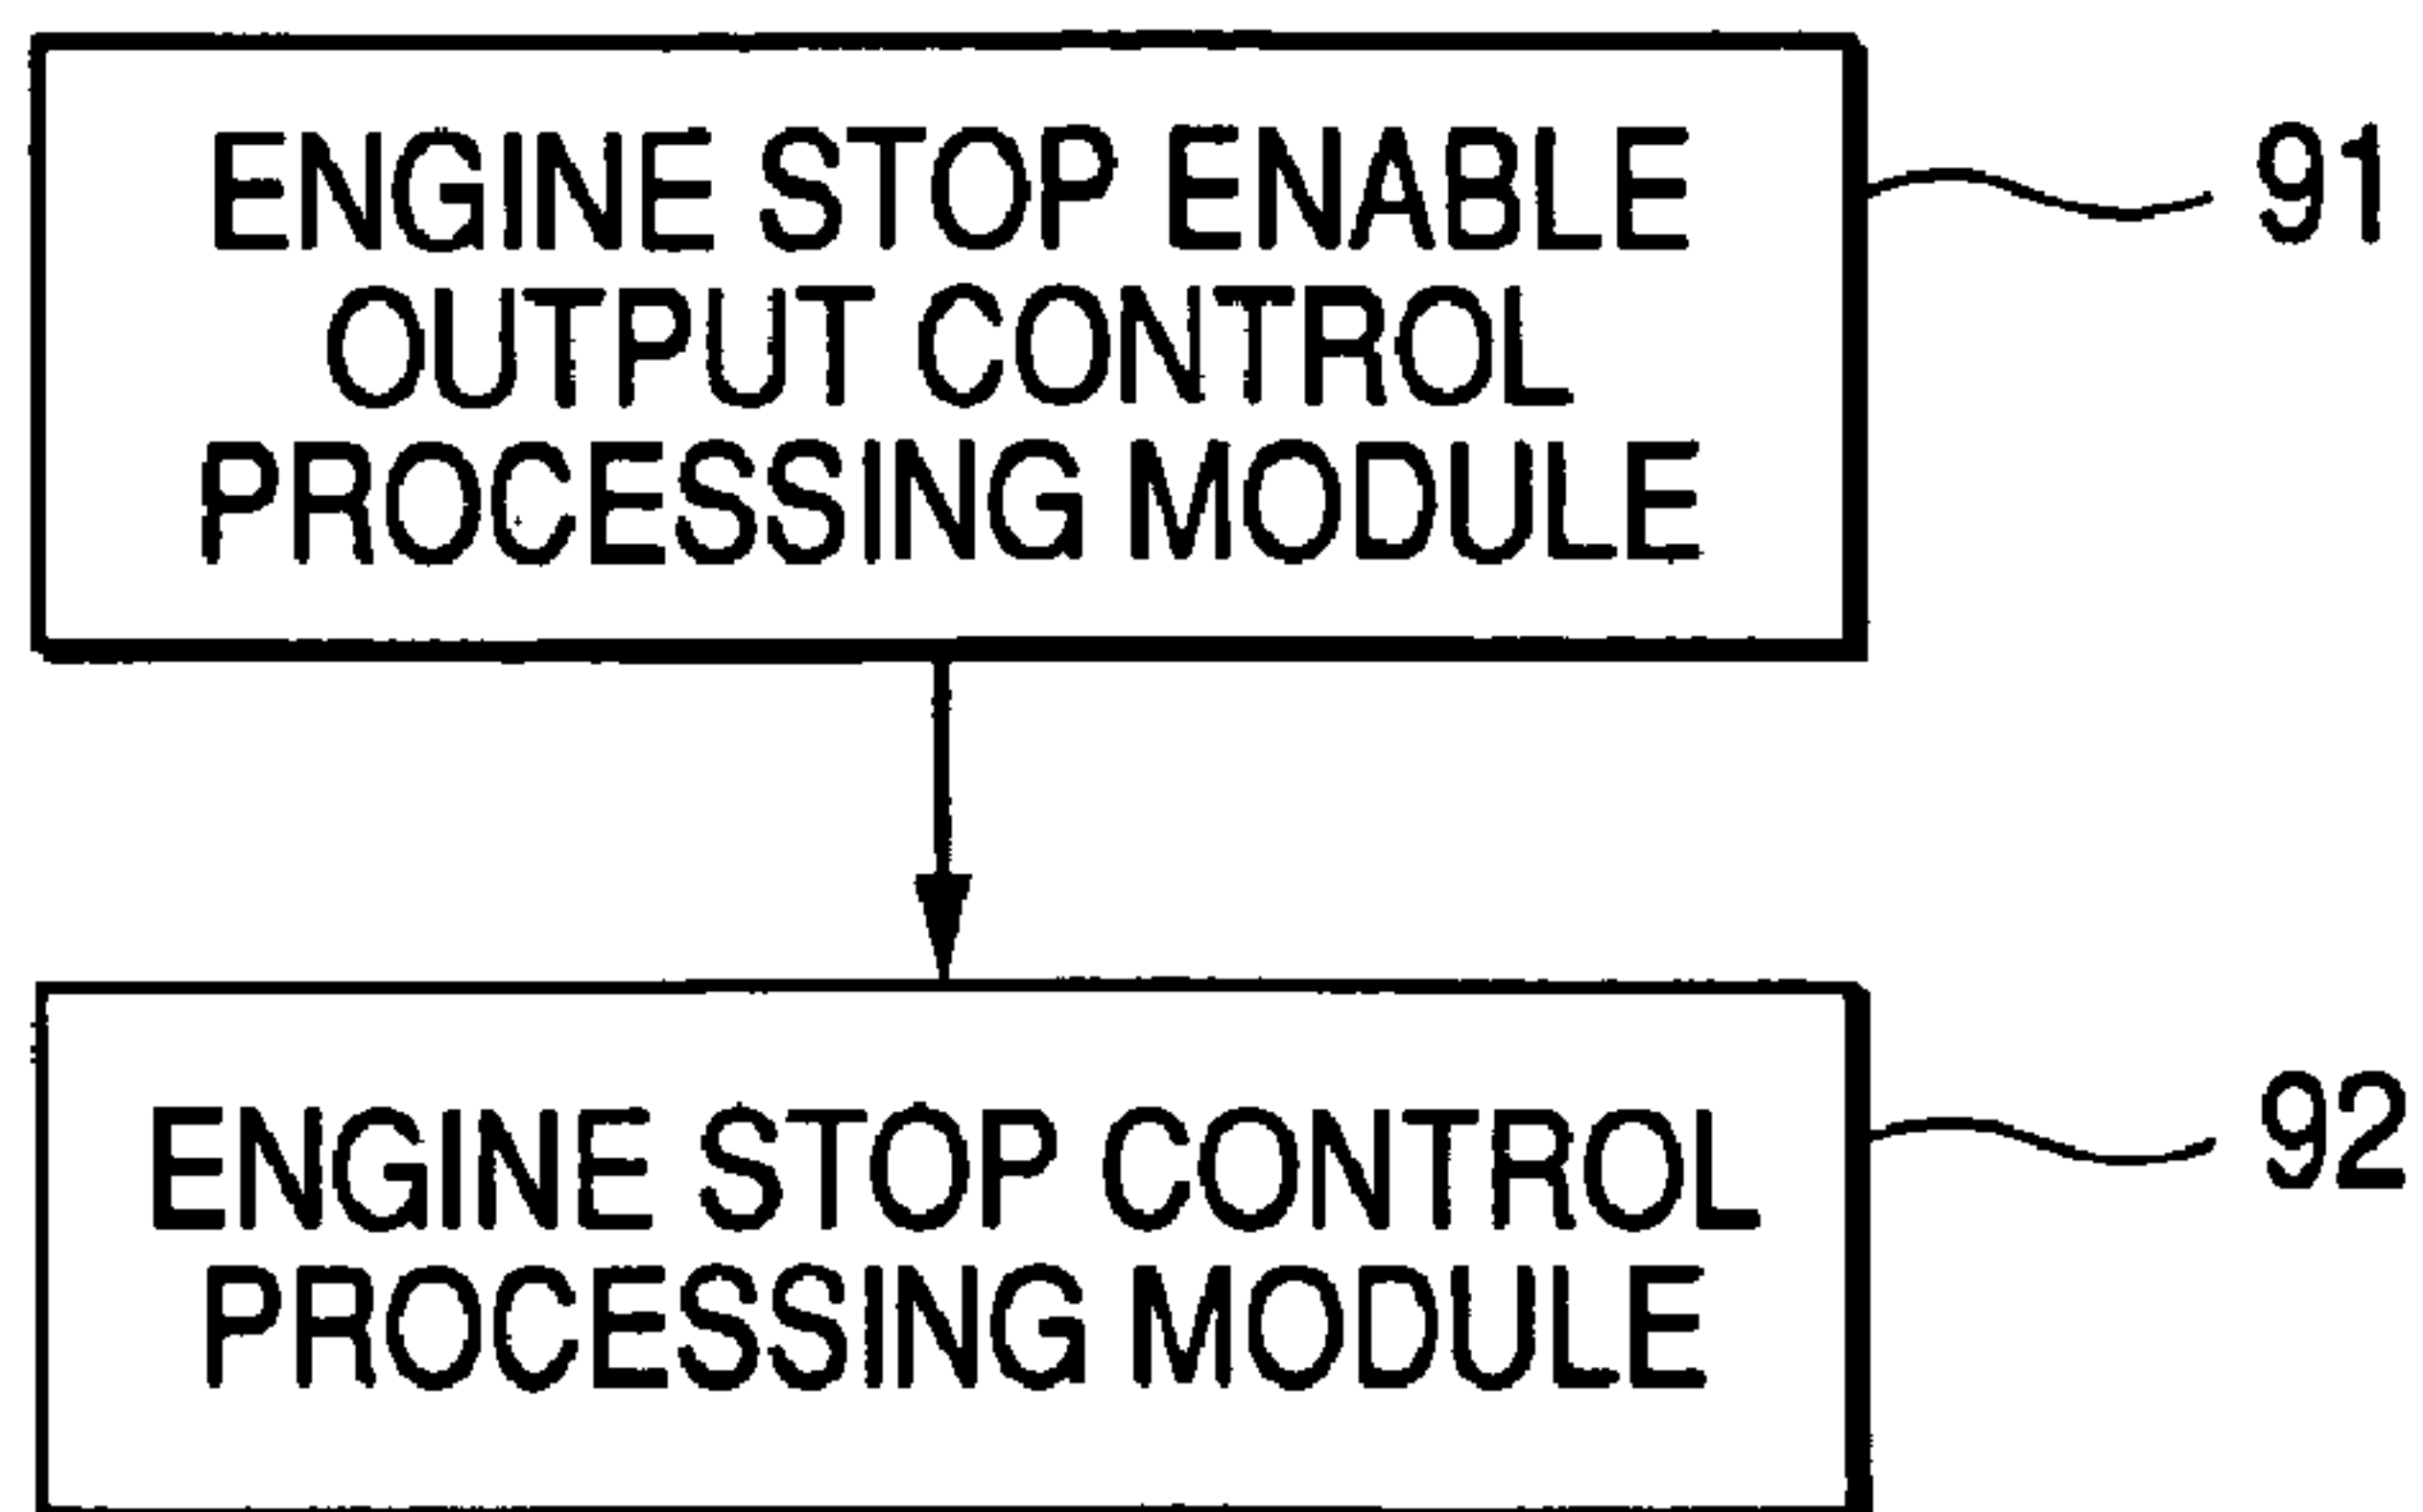 ENGINE STOP ENABLE
OUTPUT CONTROL
PROCESSING MODULE
91
ENGINE STOP CONTROL
PROCESSING MODULE
92